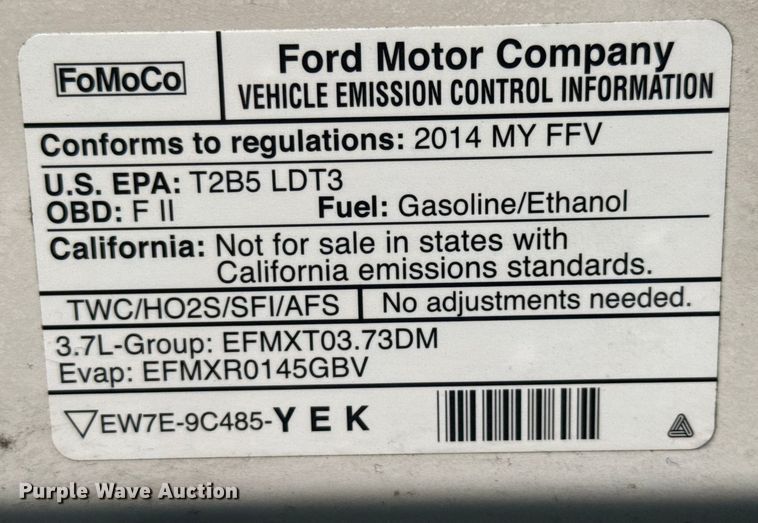 FoMoCo
Ford Motor Company
VEHICLE EMISSION CONTROL INFORMATION
Conforms to regulations: 2014 MY FFV
U.S. EPA: T2B5 LDT3
OBD: F II Fuel: Gasoline/Ethanol
California: Not for sale in states with
California emissions standards.
TWC/HO2S/SFI/AFS No adjustments needed.
3.7L-Group: EFMXT03.73DM
Evap: EFMXR0145GBV
▽EW7E-9C485-Y E K
Purple Wave Auction